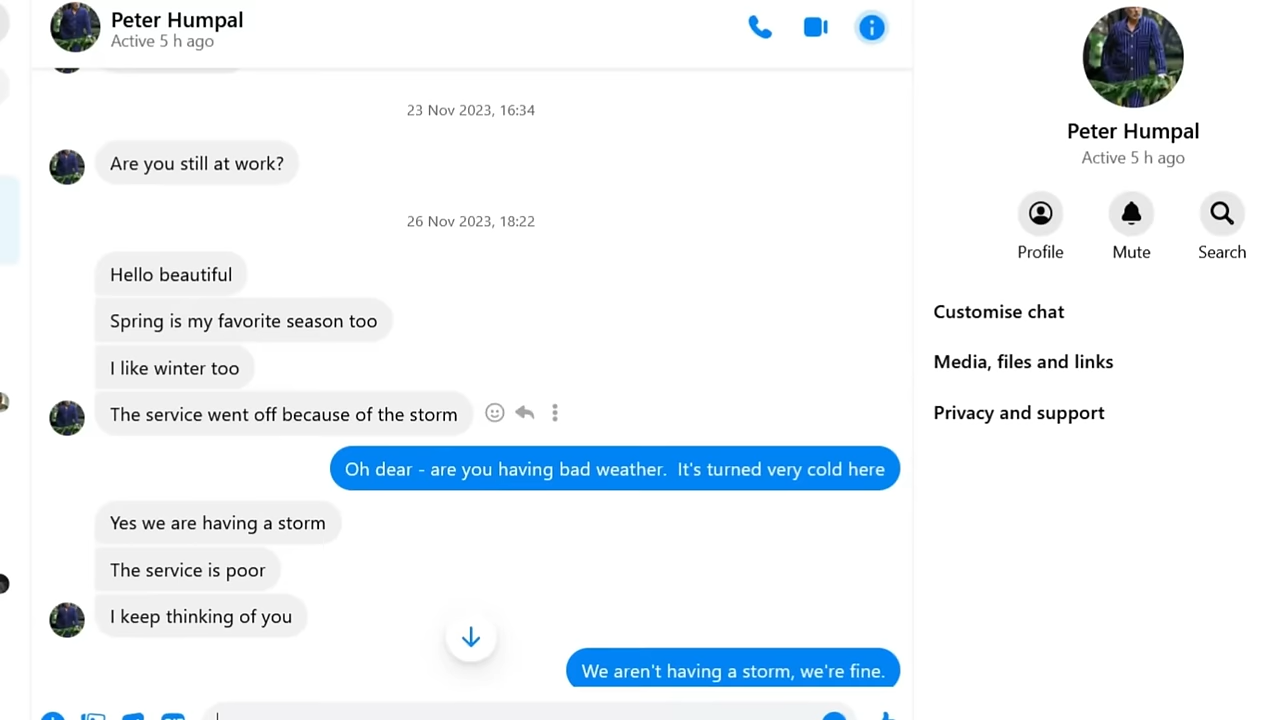 Peter Humpal
Active 5 h ago
23 Nov 2023, 16:34
Are you still at work?
26 Nov 2023, 18:22
Hello beautiful
Spring is my favorite season too
I like winter too
The service went off because of the storm
Oh dear - are you having bad weather.  It's turned very cold here
Yes we are having a storm
The service is poor
I keep thinking of you
We aren't having a storm, we're fine.
Peter Humpal
Active 5 h ago
Profile
Mute
Search
Customise chat
Media, files and links
Privacy and support